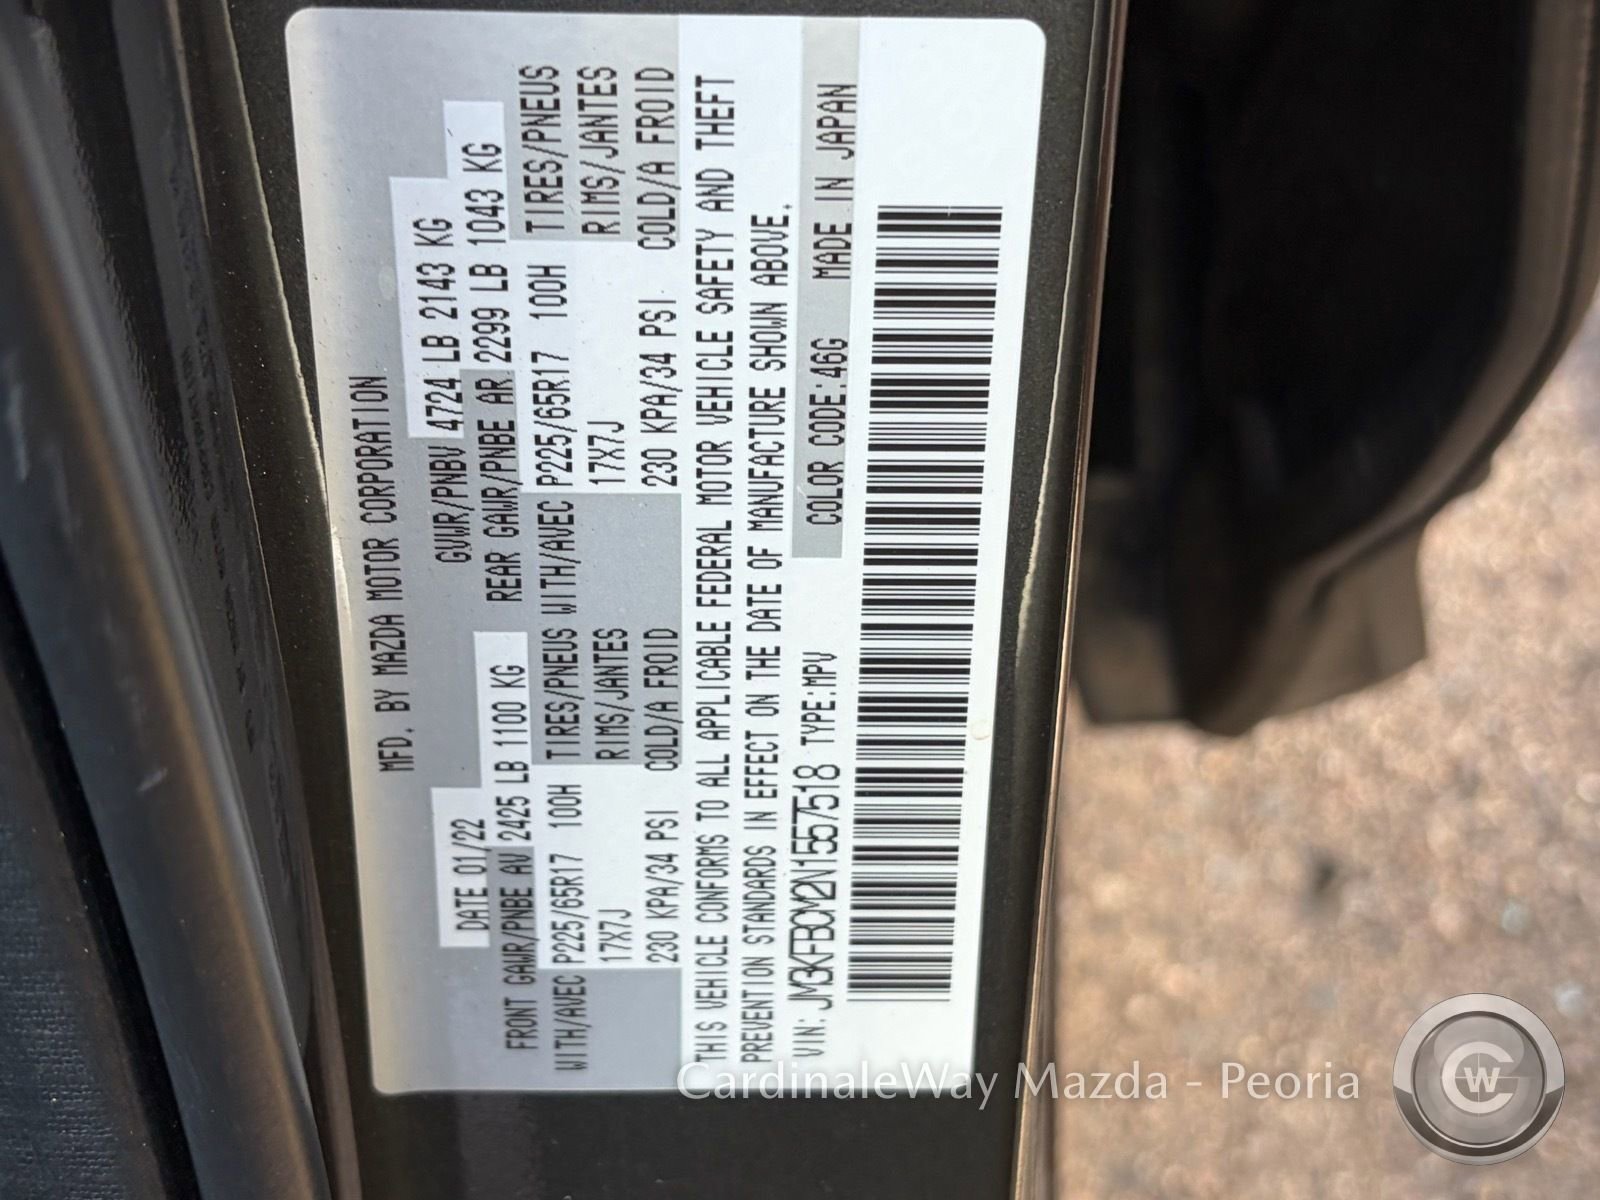 MFD. BY MAZDA MOTOR CORPORATION
DATE 01/22 GVWR/PNBV 4724 LB 2143 KG
FRONT GAWR/PNBE AV 2425 LB 1100 KG REAR GAWR/PNBE AR 2299 LB 1043 KG
WITH/AVEC P225/65R17 100H TIRES/PNEUS WITH/AVEC P225/65R17 100H TIRES/PNEUS
17X7J RIMS/JANTES 17X7J RIMS/JANTES
230 KPA/34 PSI COLD/A FROID 230 KPA/34 PSI COLD/A FROID
THIS VEHICLE CONFORMS TO ALL APPLICABLE FEDERAL MOTOR VEHICLE SAFETY AND THEFT
PREVENTION STANDARDS IN EFFECT ON THE DATE OF MANUFACTURE SHOWN ABOVE.
VIN: JM3KFBCM2N1557518 TYPE:MPV COLOR CODE:46G MADE IN JAPAN
CardinaleWay Mazda - Peoria
CW